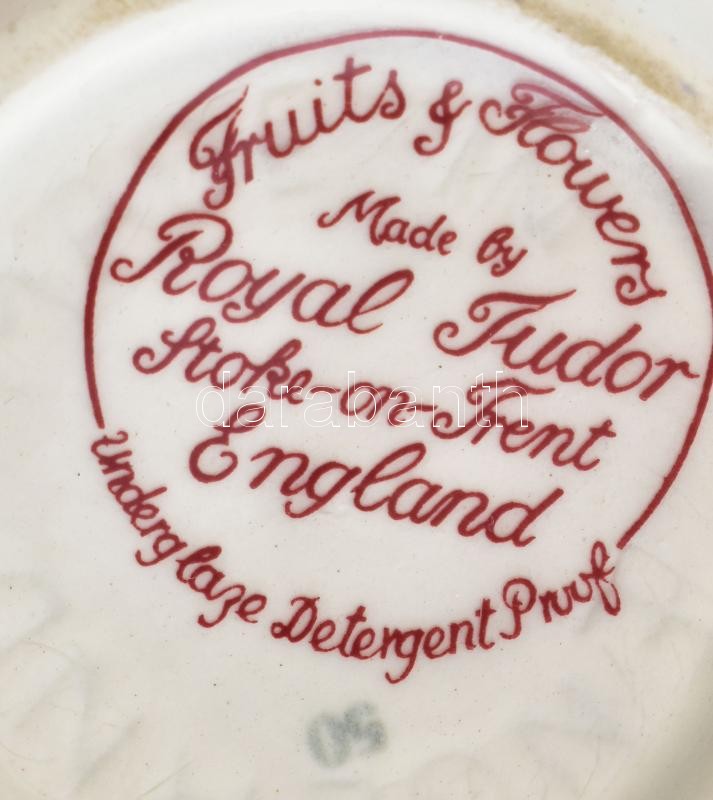 Fruits & Flowers
Made by
Royal Tudor
Stoke-on-Trent
England
Underglaze Detergent Proof
darabanth